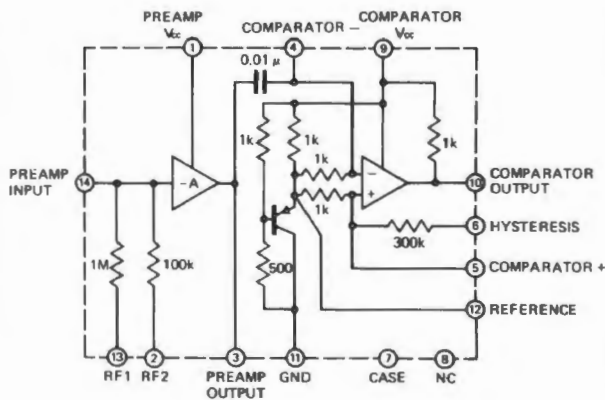 PREAMP
Vcc
COMPARATOR −
COMPARATOR
Vcc
1
4
9
0.01 μ
1k
1k
1k
1k
1k
PREAMP
INPUT
14
−A
−
+
10
COMPARATOR
OUTPUT
6
HYSTERESIS
300k
1M
100k
500
5
COMPARATOR +
12
REFERENCE
13
2
3
11
7
8
RF1
RF2
PREAMP
OUTPUT
GND
CASE
NC